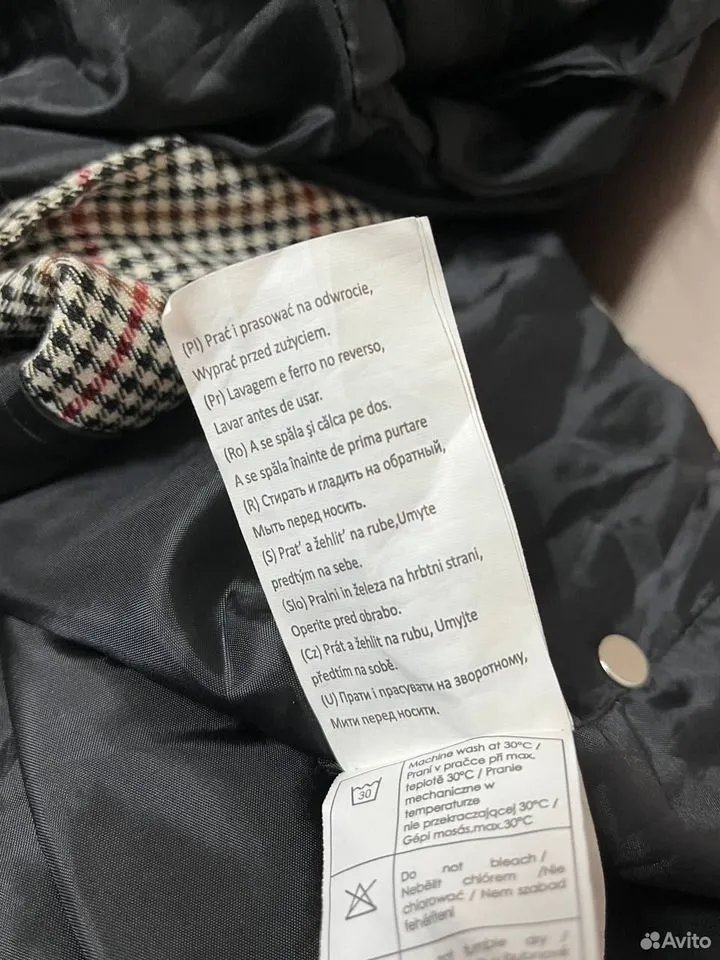 (Pl) Prać i prasować na odwrocie,
Wyprać przed zużyciem.
(Pr) Lavagem e ferro no reverso,
Lavar antes de usar.
(Ro) A se spăla şi călca pe dos.
A se spăla înainte de prima purtare
(R) Стирать и гладить на обратный,
Мыть перед носить.
(S) Prat' a žehlit' na rube,Umyte
predtým na sebe.
(Slo) Pralni in železa na hrbtni strani,
Operite pred obrabo.
(Cz) Prát a žehlit na rubu, Umyjte
předtím na sobě.
(U) Прати і прасувати на зворотному,
Мити перед носити.
30
Machine wash at 30°C /
Praní v pračce při max.
teplotě 30°C / Pranie
mechaniczne w
temperaturze
nie przekraczającej 30°C /
Gépi mosás.max.30°C
Do not bleach /
Nebělit chlórem /Nie
chlorować / Nem szabad
fehéríteni
tumble dry /
Avito